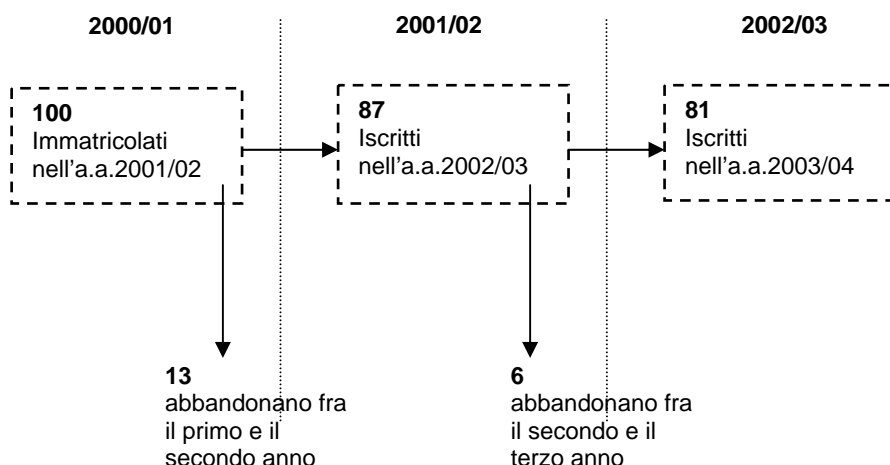 2000/01
2001/02
2002/03
100
Immatricolati
nell'a.a.2001/02
87
Iscritti
nell'a.a.2002/03
81
Iscritti
nell'a.a.2003/04
13
abbandonano fra
il primo e il
secondo anno
6
abbandonano fra
il secondo e il
terzo anno